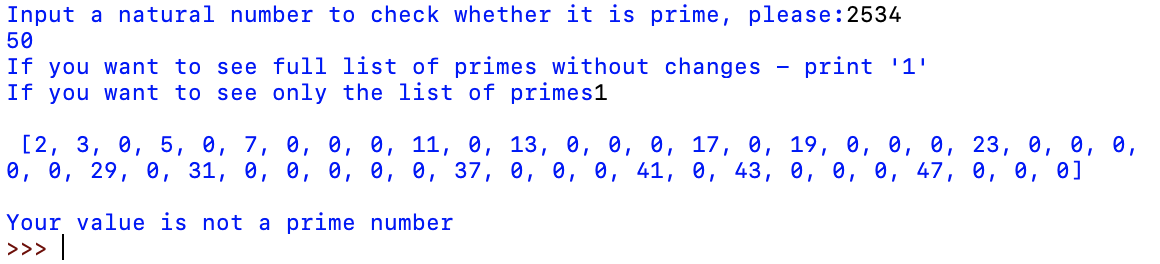 Input a natural number to check whether it is prime, please:2534
50
If you want to see full list of primes without changes – print '1'
If you want to see only the list of primes1
[2, 3, 0, 5, 0, 7, 0, 0, 0, 11, 0, 13, 0, 0, 0, 17, 0, 19, 0, 0, 0, 23, 0, 0, 0,
0, 0, 29, 0, 31, 0, 0, 0, 0, 0, 37, 0, 0, 0, 41, 0, 43, 0, 0, 0, 47, 0, 0, 0]
Your value is not a prime number
>>>